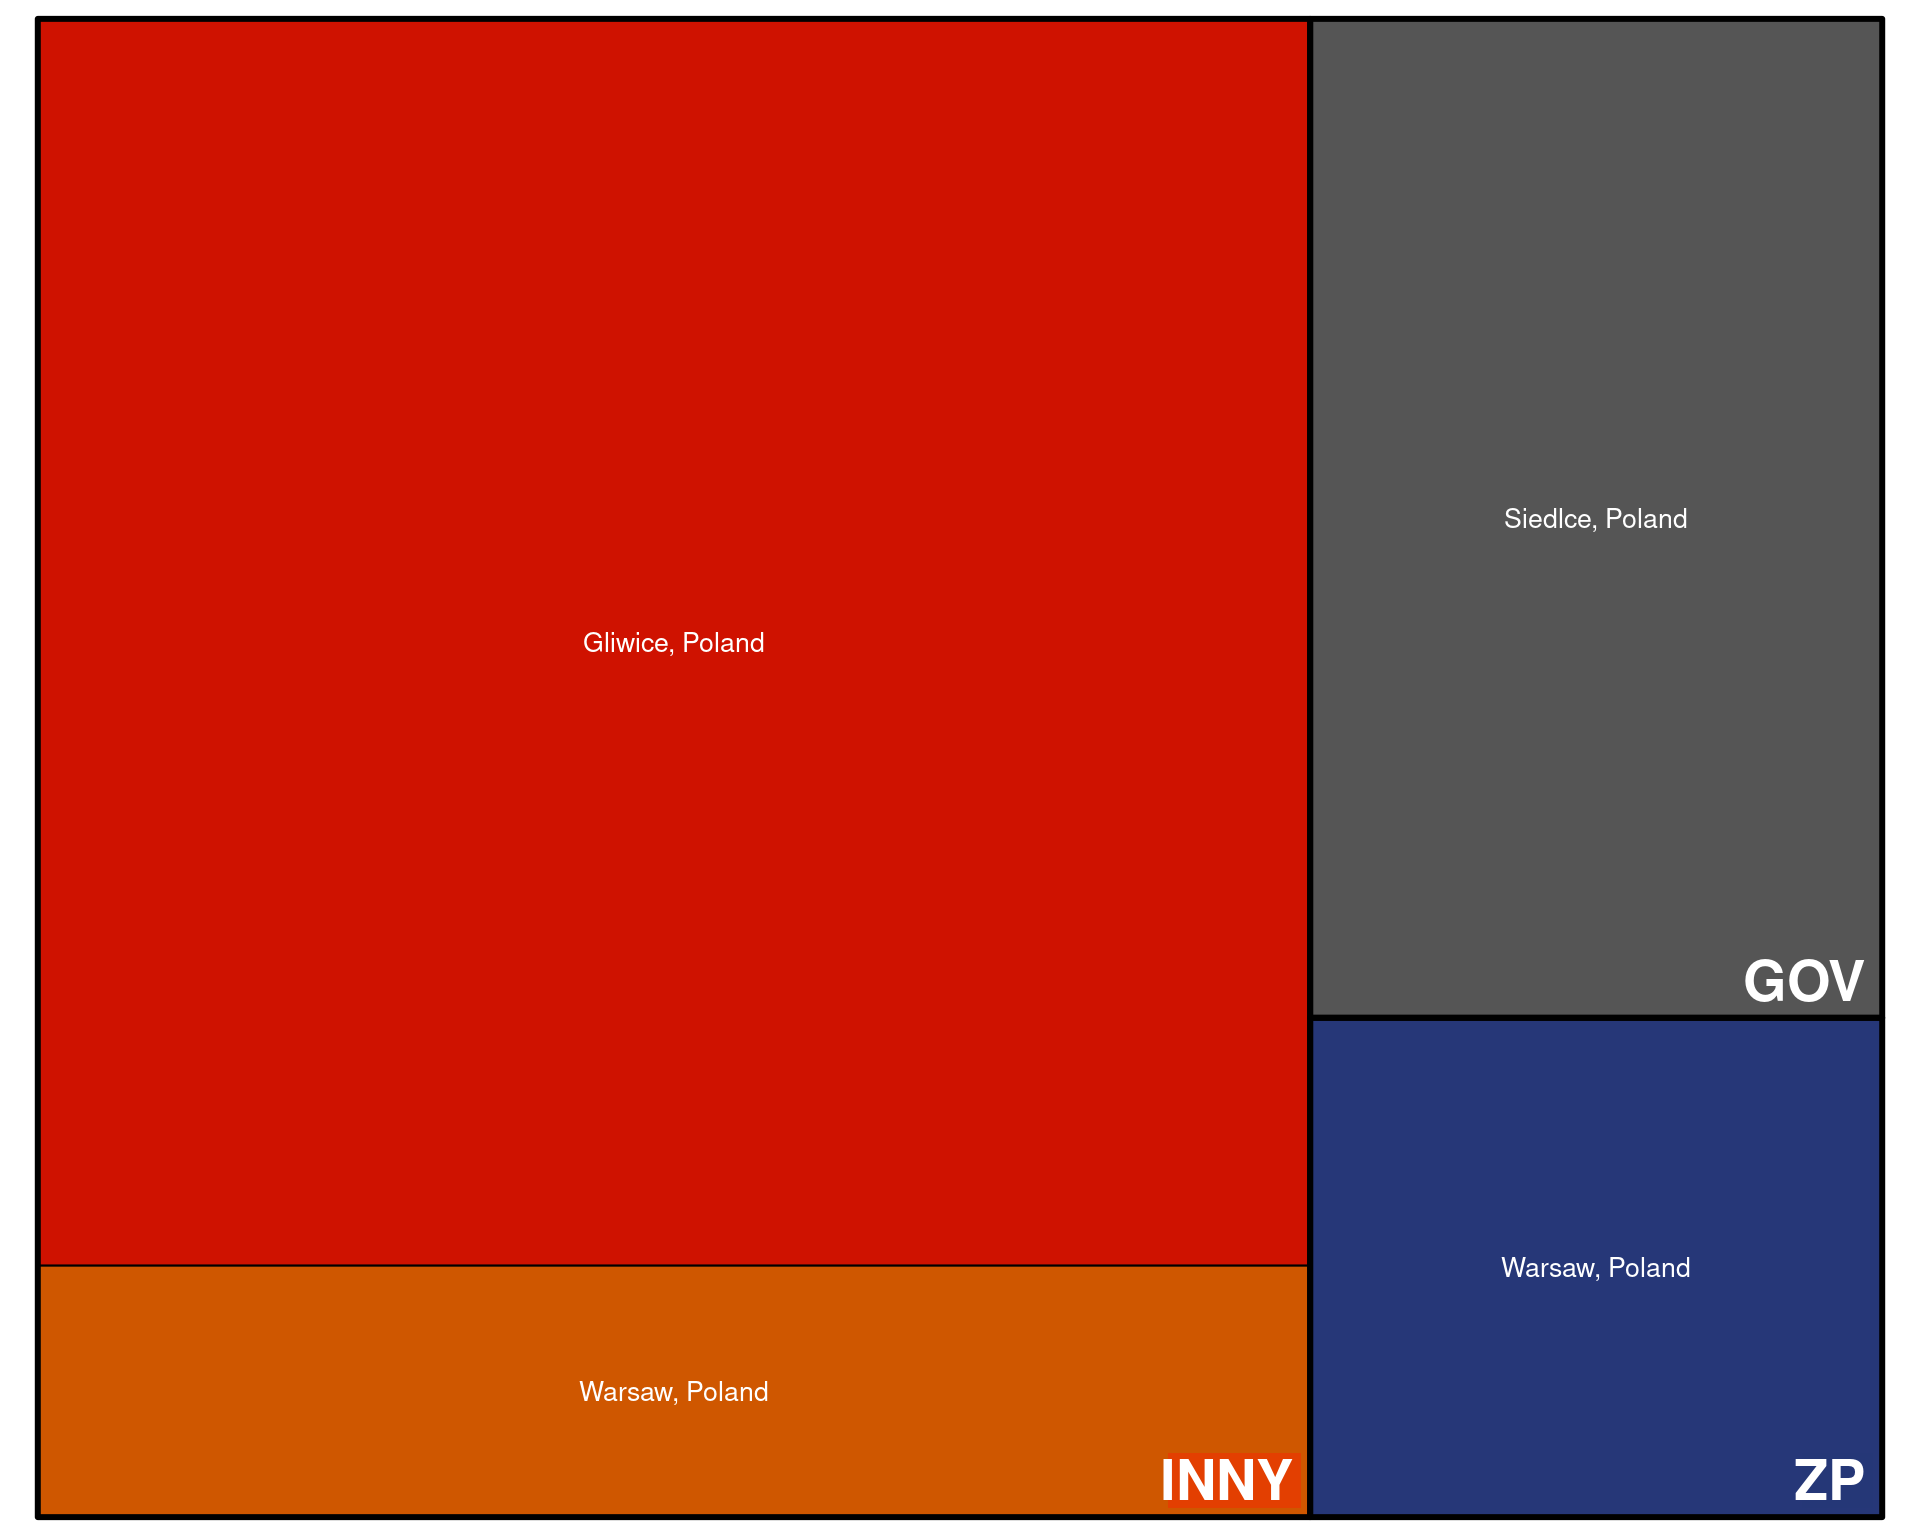 Gliwice, Poland
Warsaw, Poland
INNY
Siedlce, Poland
GOV
Warsaw, Poland
ZP